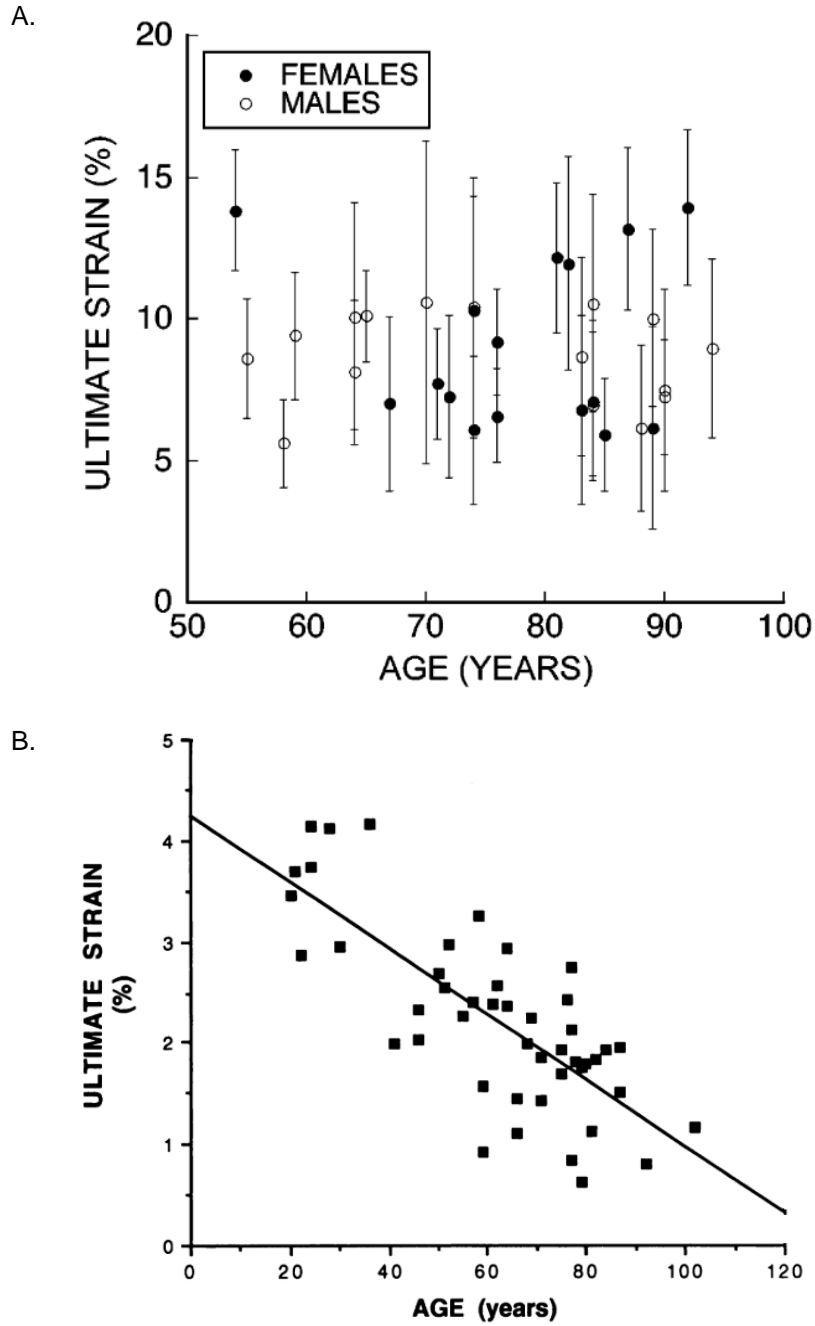 A.
20
FEMALES
MALES
15
10
5
0
ULTIMATE STRAIN (%)
50 60 70 80 90 100
AGE (YEARS)
B.
5
4
3
2
1
0
ULTIMATE STRAIN
(%)
0 20 40 60 80 100 120
AGE (years)